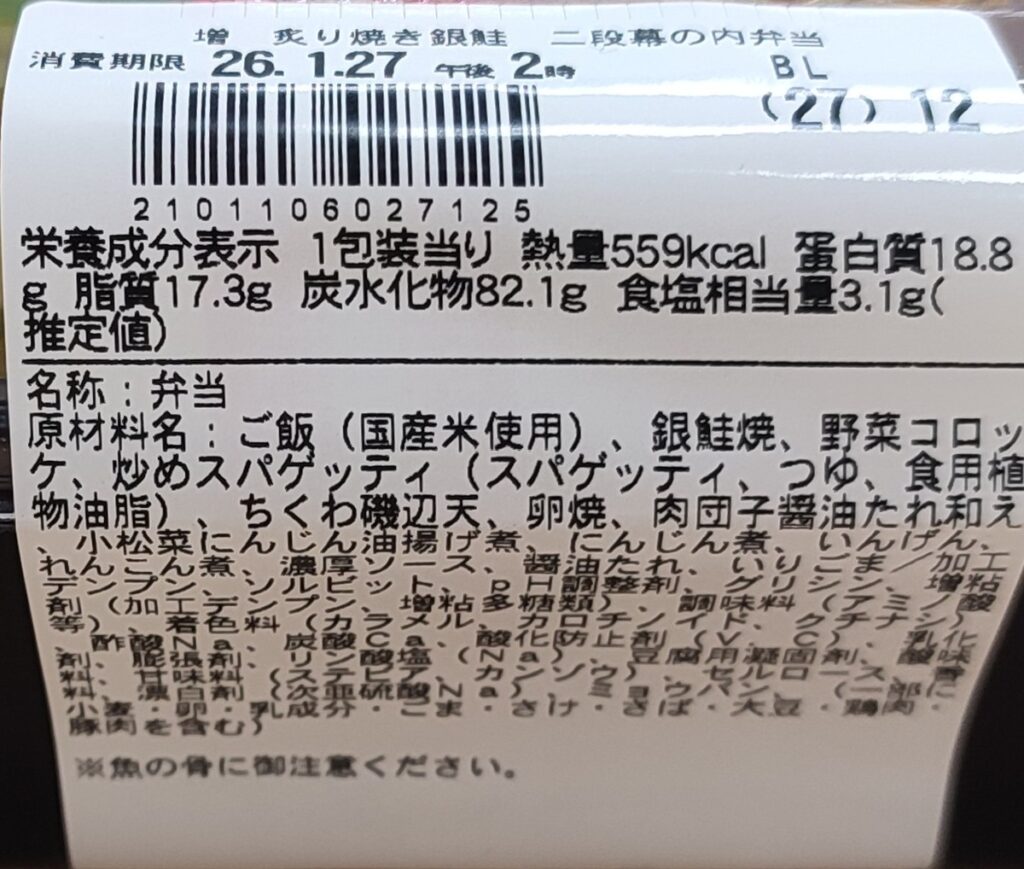 増 炙り焼き銀鮭 二段幕の内弁当
消費期限 26.1.27 午後2時 BL
(27) 12
2101106027125
栄養成分表示 1包装当り 熱量559kcal 蛋白質18.8
g 脂質17.3g 炭水化物82.1g 食塩相当量3.1g(
推定値)
名称:弁当
原材料名:ご飯(国産米使用)、銀鮭焼、野菜コロッ
ケ、炒めスパゲッティ(スパゲッティ、つゆ、食用植
物油脂)、ちくわ磯辺天、卵焼、肉団子醤油たれ和え
、小松菜にんじん油揚げ煮、にんじん煮、いんげん、
れんこん煮、濃厚ソース、醤油たれ、いりごま/加工
デンプン、ソルビット、pH調整剤、グリシン、増粘
剤(加工デンプン、増粘多糖類)、調味料(アミノ酸
等)、着色料(カラメル、カロチノイド、クチナシ)
、酢酸Na、炭酸Ca、酸化防止剤(V.C)、乳化
剤、膨張剤、リン酸塩(Na)、豆腐用凝固剤、酸味
料、甘味料(ステビア、カンゾウ)、セルロース、香
料、漂白剤(次亜硫酸Na)、ミョウバン、(一部に
小麦・卵・乳成分・ごま・さけ・さば・大豆・鶏肉・
豚肉を含む)
※魚の骨に御注意ください。